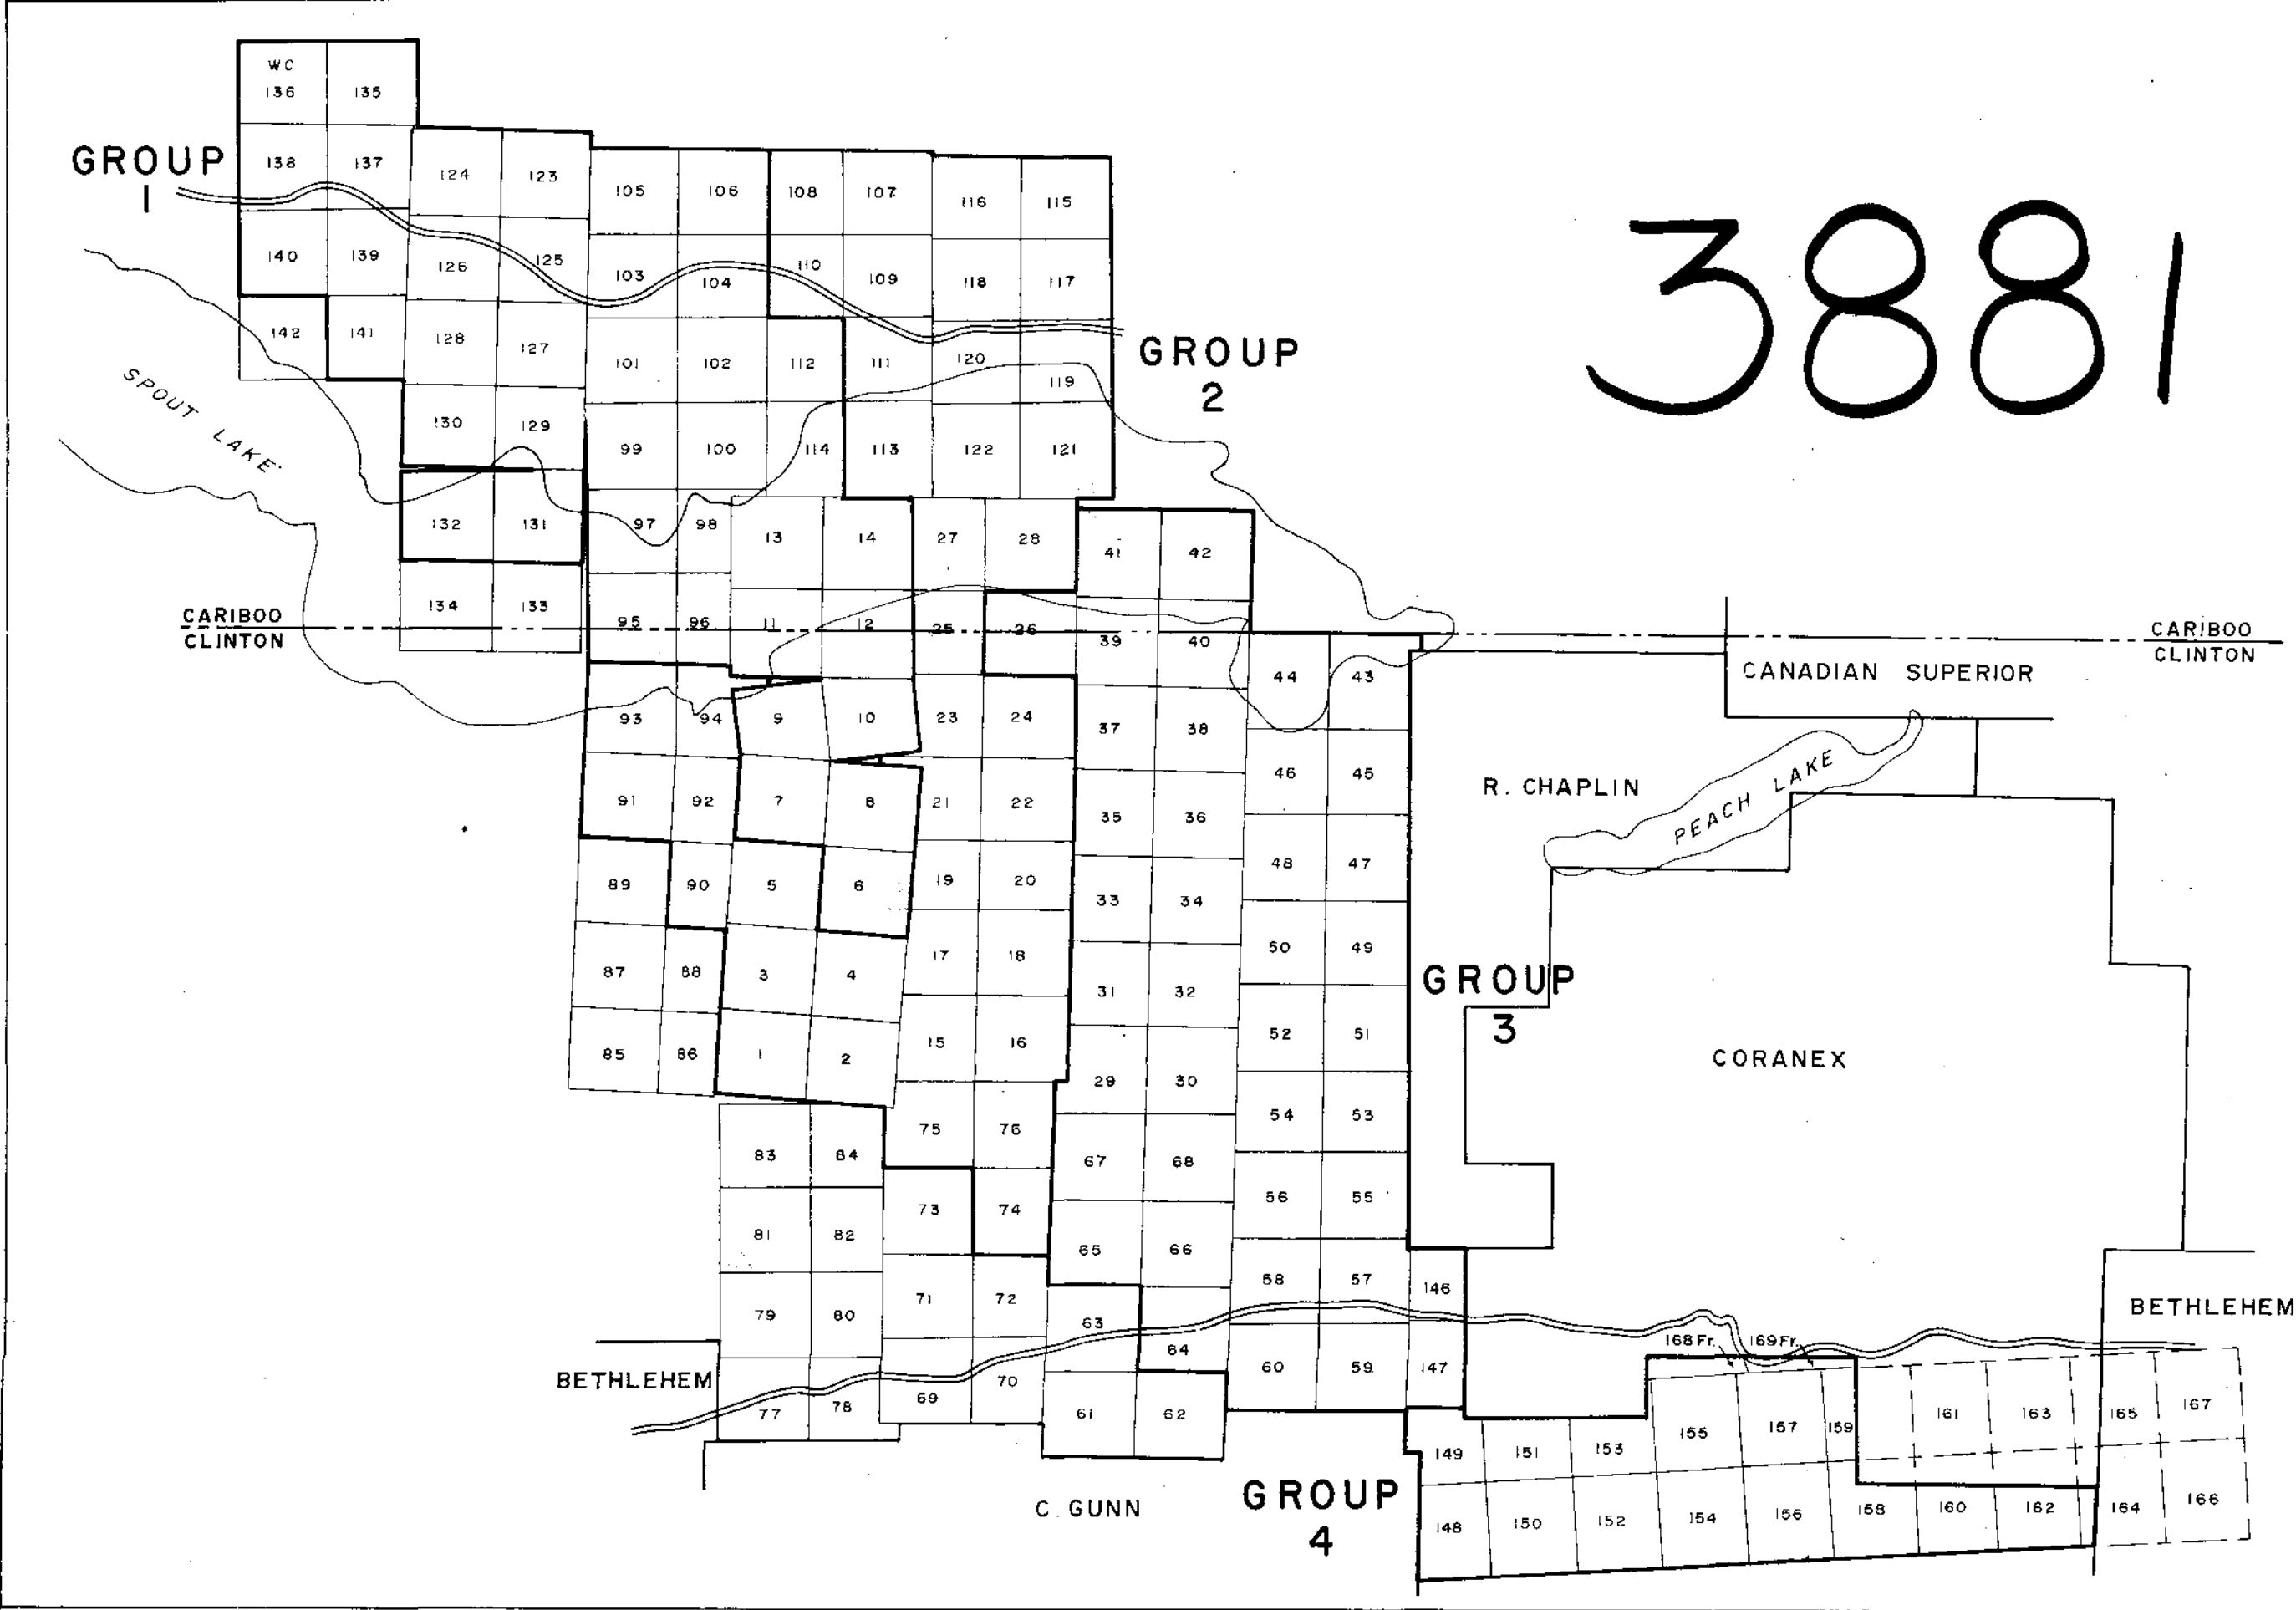 WC
136 135
GROUP
1
138 137 124 123 105 106 108 107 116 115
3881
140 139 126 125 103 104 110 109 118 117
142 141 128 127 101 102 112 111 120 119
GROUP
2
SPOUT LAKE
130 129 99 100 114 113 122 121
132 131 97 98 13 14 27 28 41 42
134 133 95 96 11 12 25 26 39 40
CARIBOO
CLINTON
CARIBOO
CLINTON
CANADIAN SUPERIOR
44 43
93 94 9 10 23 24 37 38
R. CHAPLIN
PEACH LAKE
91 92 7 8 21 22 35 36 46 45
89 90 5 6 19 20 33 34 48 47
87 88 3 4 17 18 31 32 50 49
GROUP
3
85 86 1 2 15 16 29 30 52 51
CORANEX
83 84 75 76 67 68 54 53
81 82 73 74 65 66 56 55
79 80 71 72 63 64 58 57 146
BETHLEHEM
168 Fr. 169 Fr.
BETHLEHEM
77 78 69 70 61 62 60 59 147
149 151 153 155 157 159 161 163 165 167
C. GUNN
GROUP
4
148 150 152 154 156 158 160 162 164 166